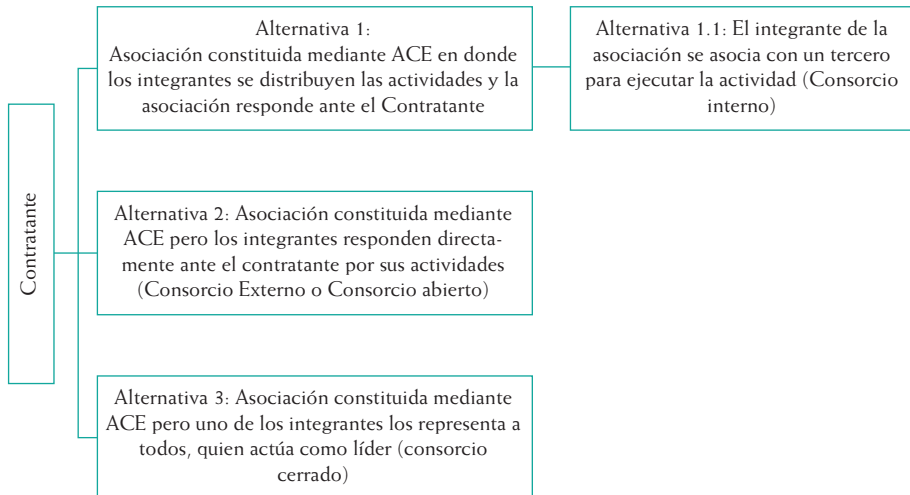 Contratante
Alternativa 1:
Asociación constituida mediante ACE en donde
los integrantes se distribuyen las actividades y la
asociación responde ante el Contratante
Alternativa 1.1: El integrante de la
asociación se asocia con un tercero
para ejecutar la actividad (Consorcio
interno)
Alternativa 2: Asociación constituida mediante
ACE pero los integrantes responden directa-
mente ante el contratante por sus actividades
(Consorcio Externo o Consorcio abierto)
Alternativa 3: Asociación constituida mediante
ACE pero uno de los integrantes los representa a
todos, quien actúa como líder (consorcio
cerrado)